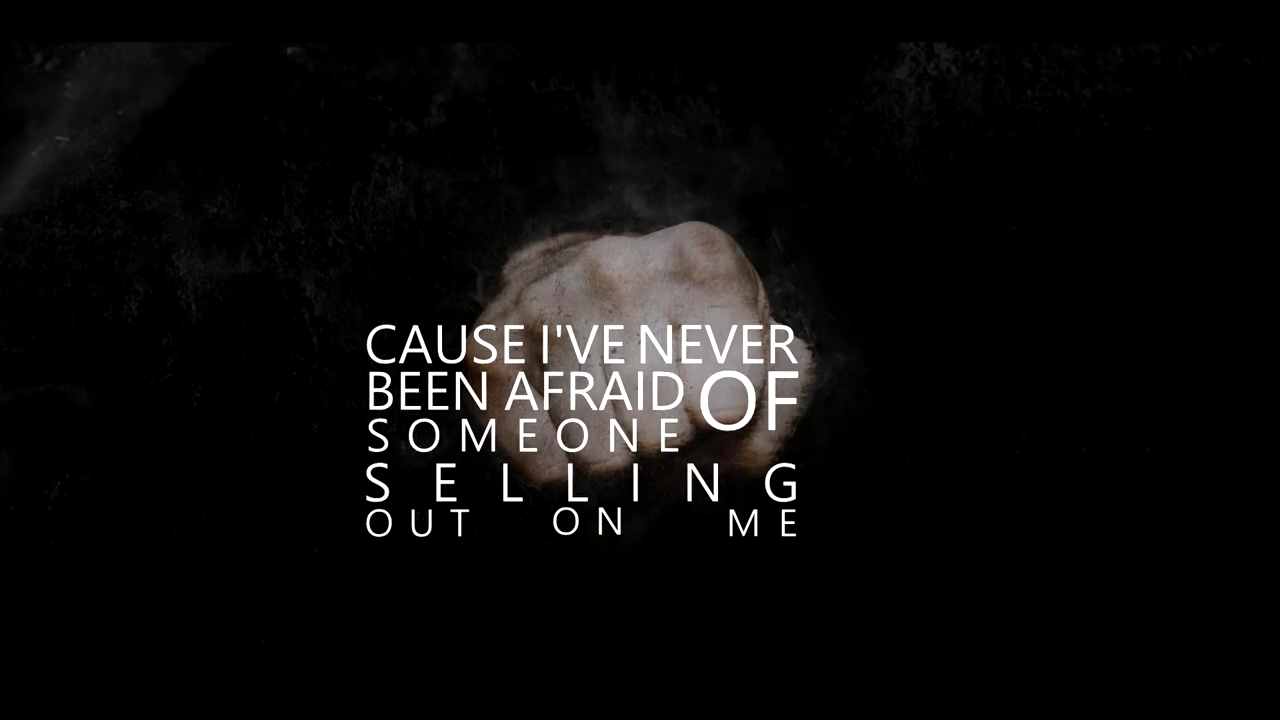 CAUSE I'VE NEVER
BEEN AFRAID OF
SOMEONE
SELLING
OUT ON ME